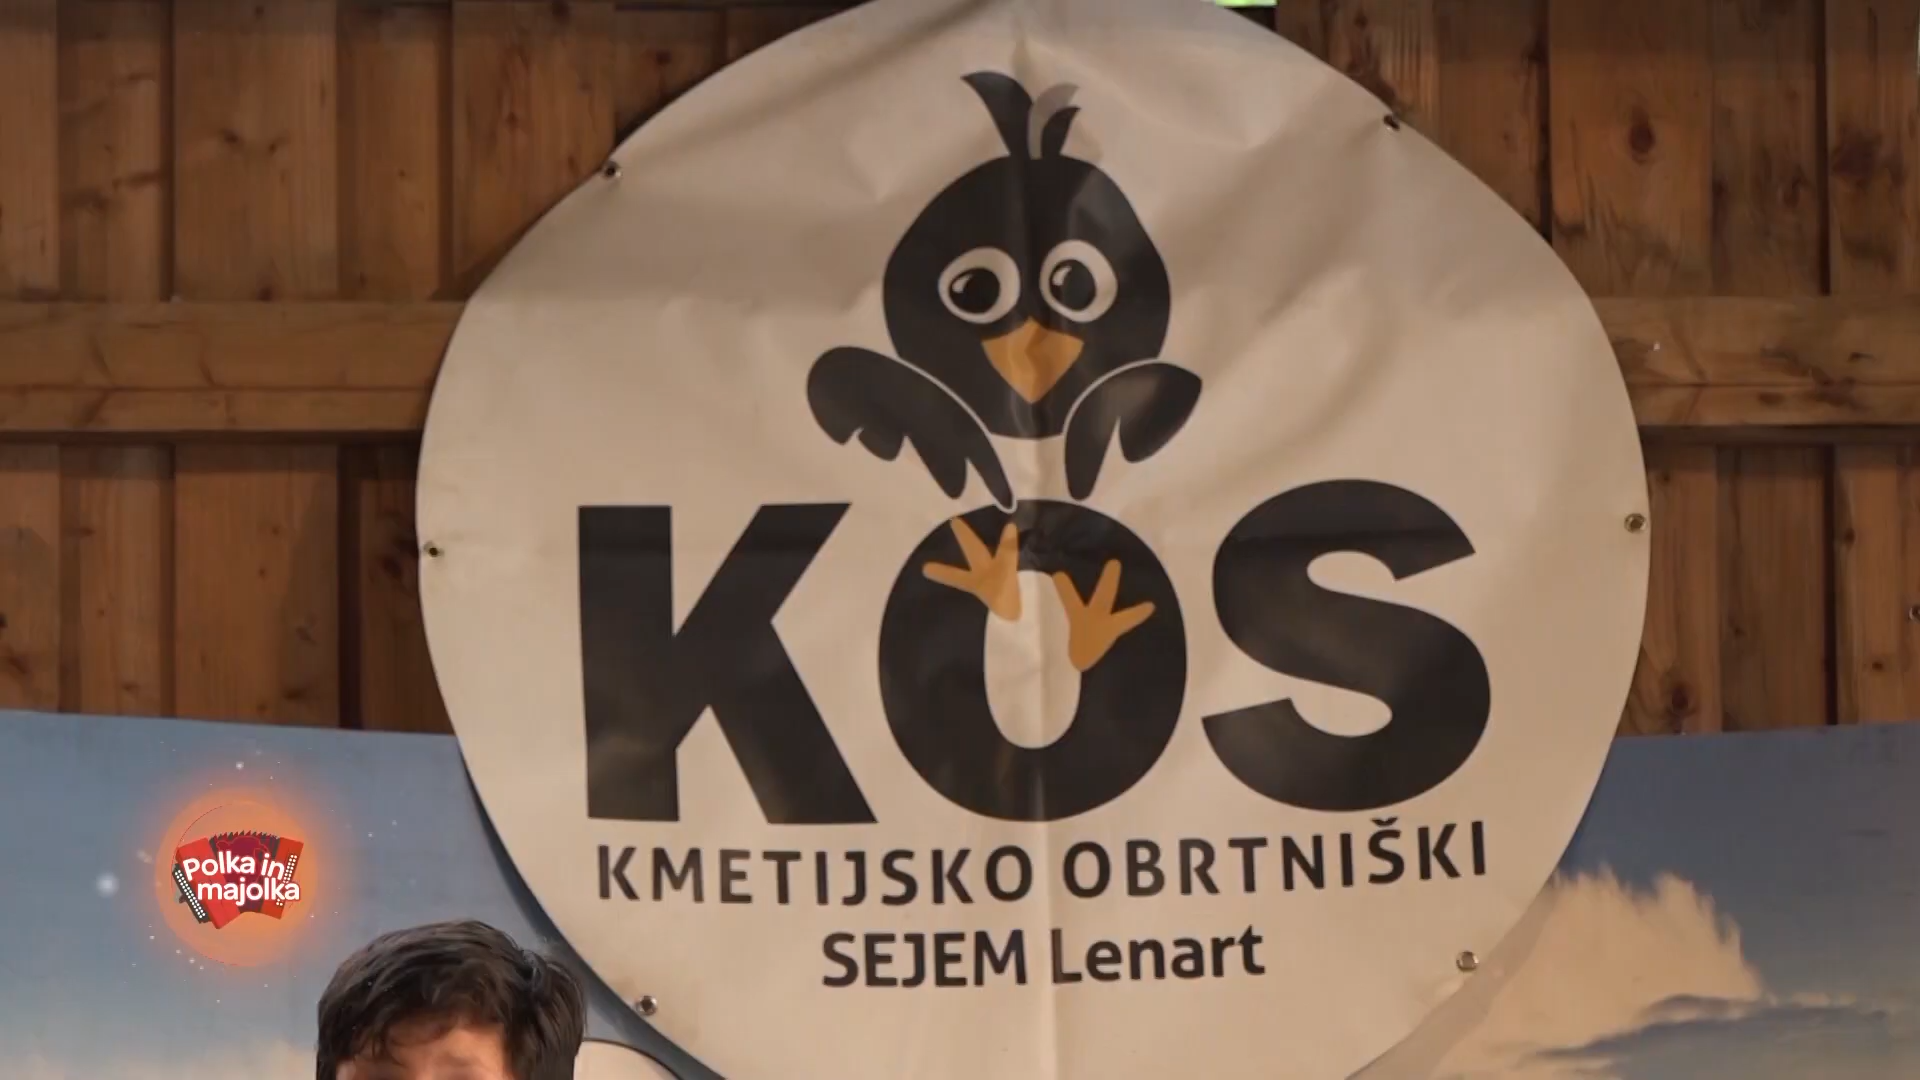 KOS
KMETIJSKO OBRTNIŠKI
SEJEM Lenart
Polka in
majolka